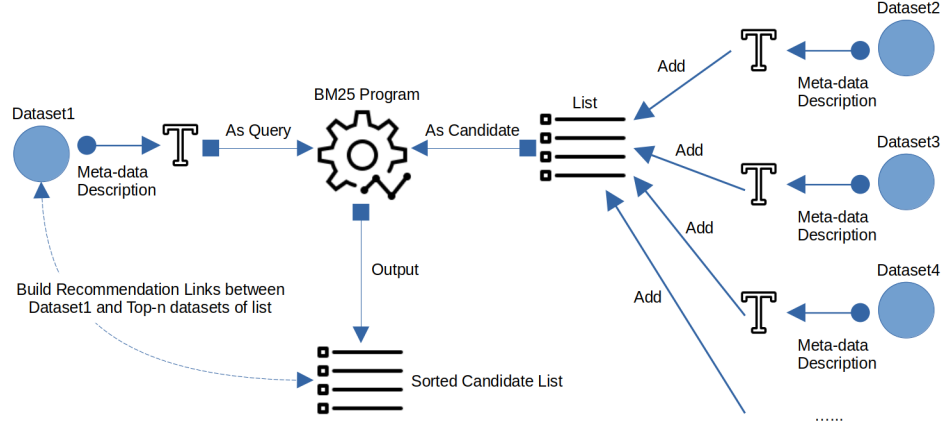 Dataset1
Meta-data
Description
As Query
BM25 Program
As Candidate
List
Output
Build Recommendation Links between
Dataset1 and Top-n datasets of list
Sorted Candidate List
Add
Meta-data
Description
Dataset2
Add
Meta-data
Description
Dataset3
Add
Meta-data
Description
Dataset4
Add
......